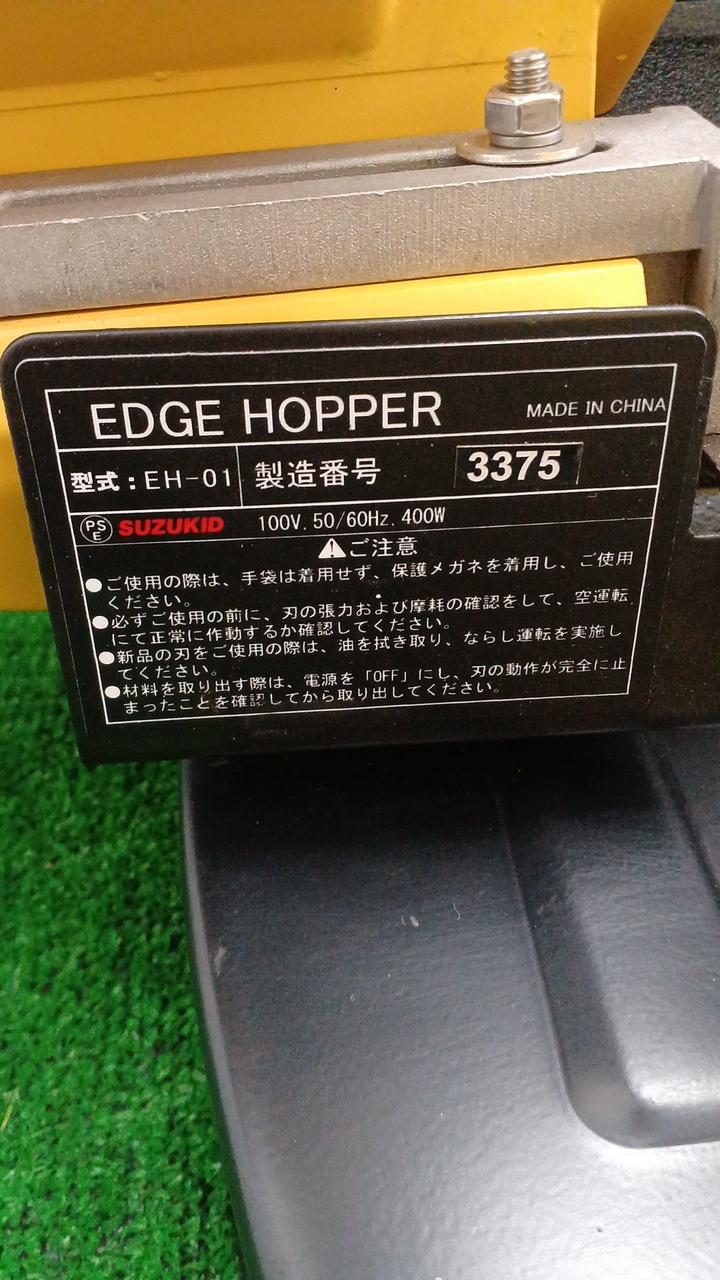 EDGE HOPPER MADE IN CHINA
型式：EH-01 製造番号 3375
PSE SUZUKID 100V. 50/60Hz. 400W
⚠ご注意
●ご使用の際は、手袋は着用せず、保護メガネを着用し、ご使用
ください。
●必ずご使用の前に、刃の張力および摩耗の確認をして、空運転
にて正常に作動するか確認してください。
●新品の刃をご使用の際は、油を拭き取り、ならし運転を実施し
てください。
●材料を取り出す際は、電源を「OFF」にし、刃の動作が完全に止
まったことを確認してから取り出してください。